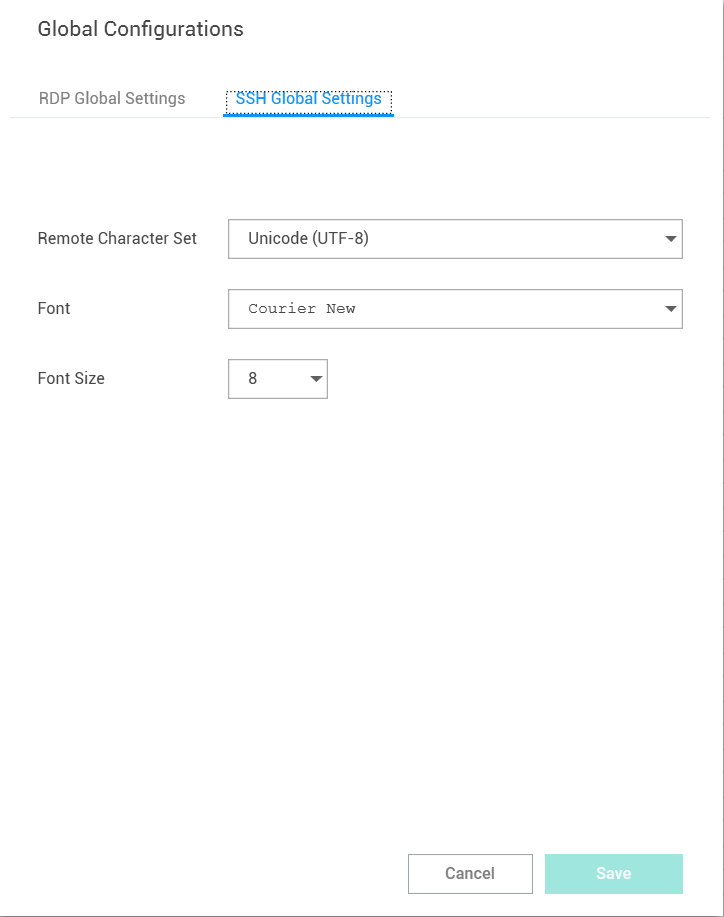 Global Configurations
RDP Global Settings SSH Global Settings
Remote Character Set Unicode (UTF-8)
Font Courier New
Font Size 8
Cancel Save